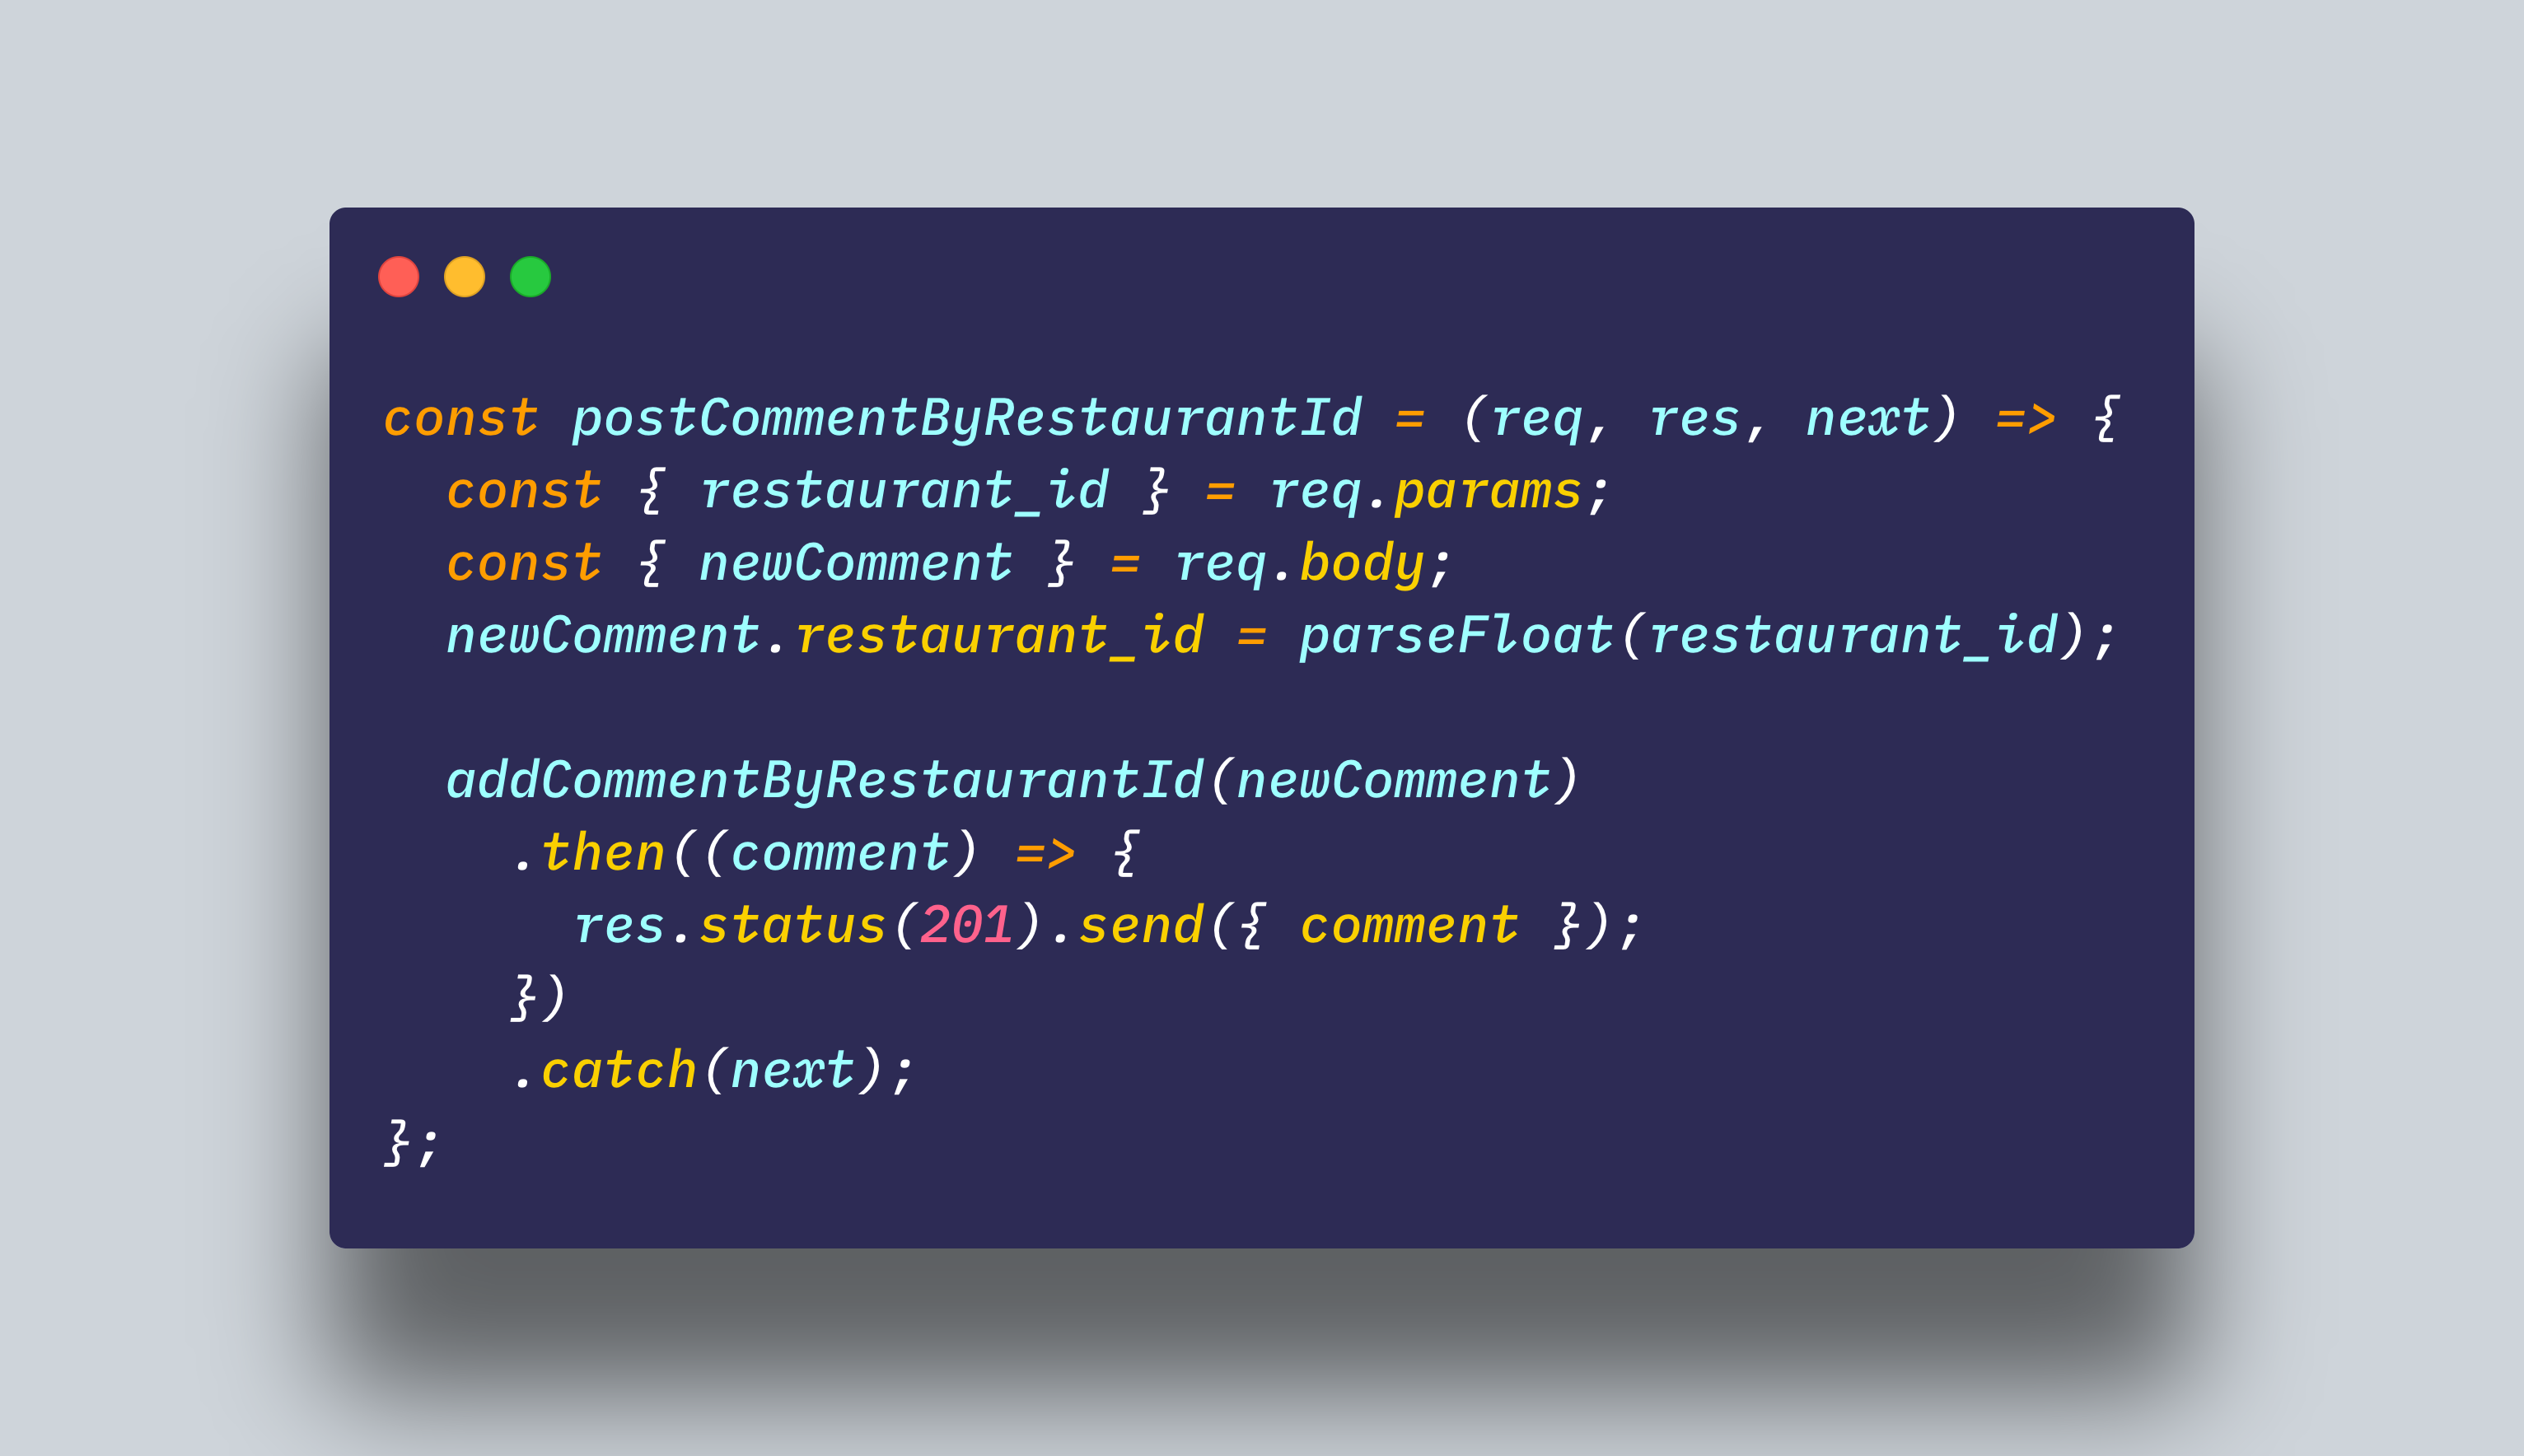 const postCommentByRestaurantId = (req, res, next) => {
  const { restaurant_id } = req.params;
  const { newComment } = req.body;
  newComment.restaurant_id = parseFloat(restaurant_id);

  addCommentByRestaurantId(newComment)
    .then((comment) => {
      res.status(201).send({ comment });
    })
    .catch(next);
};